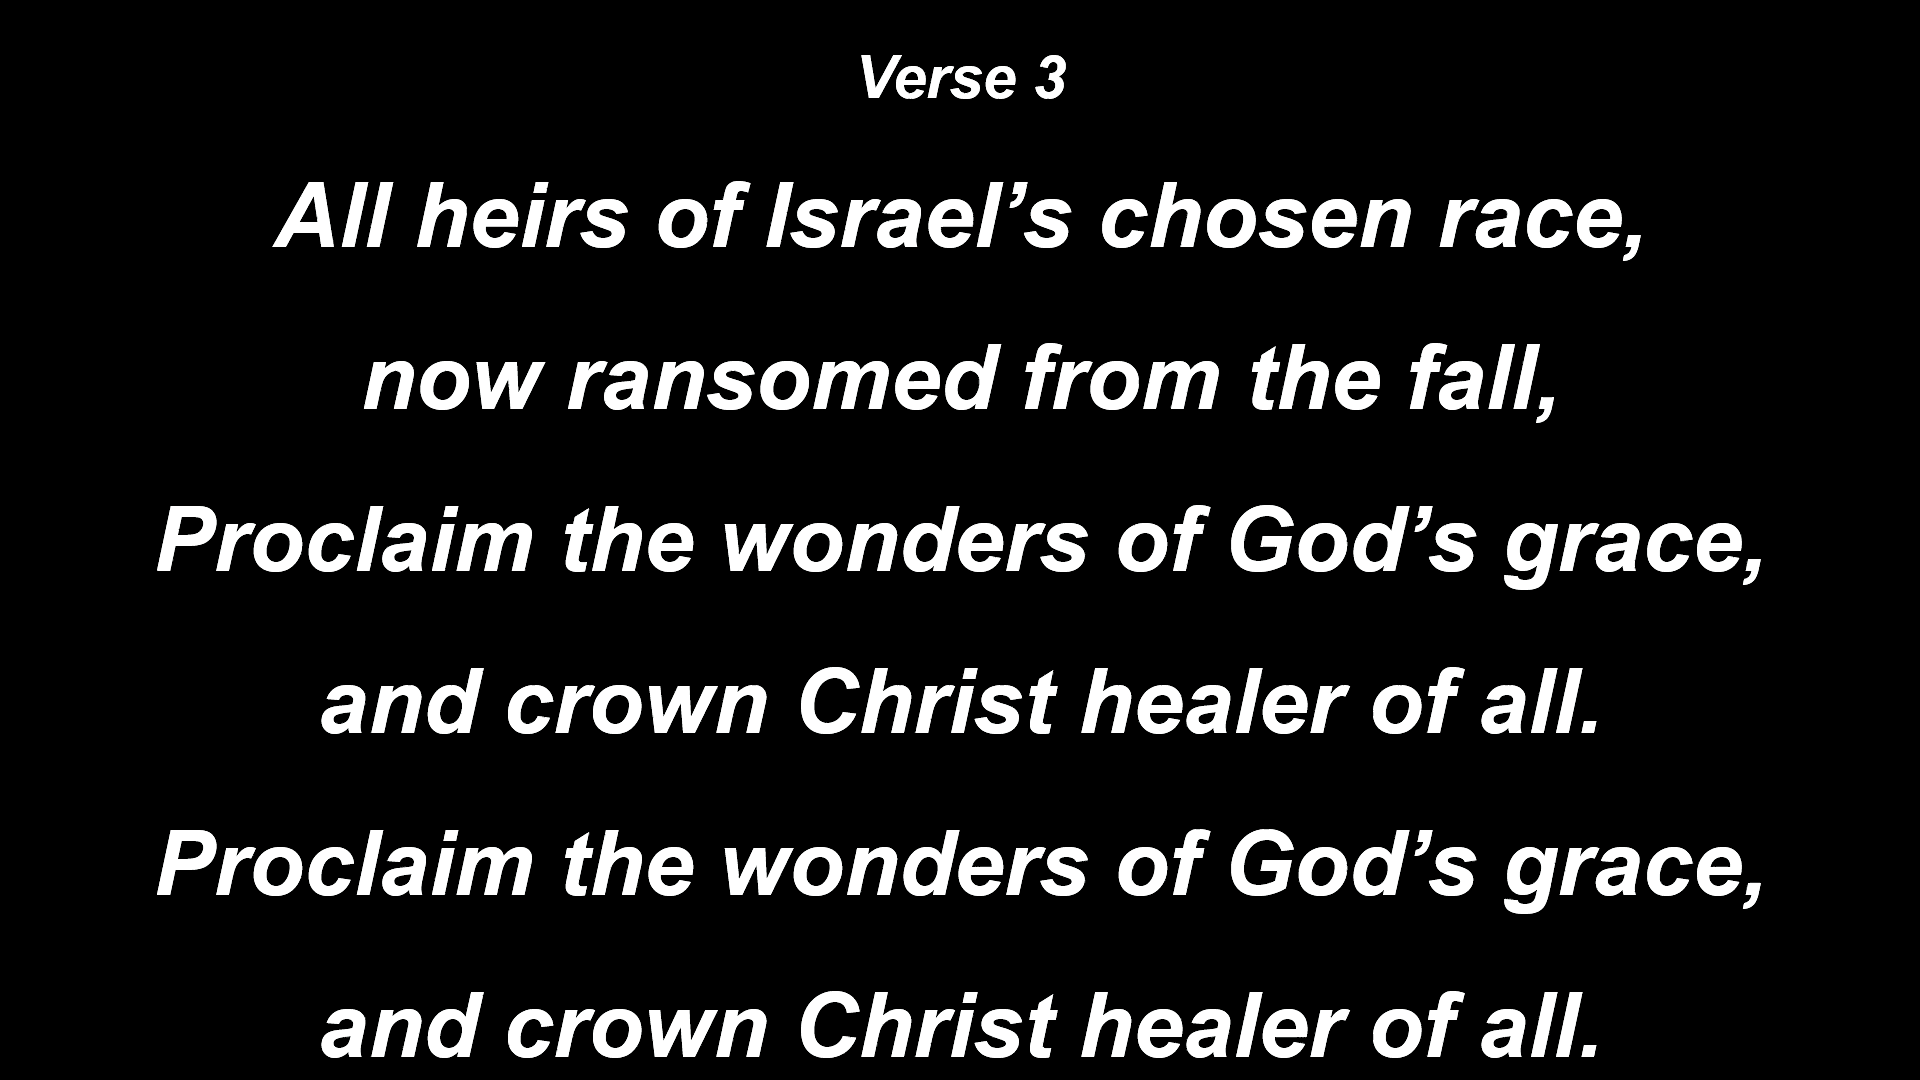 Verse 3
All heirs of Israel’s chosen race,
now ransomed from the fall,
Proclaim the wonders of God’s grace,
and crown Christ healer of all.
Proclaim the wonders of God’s grace,
and crown Christ healer of all.